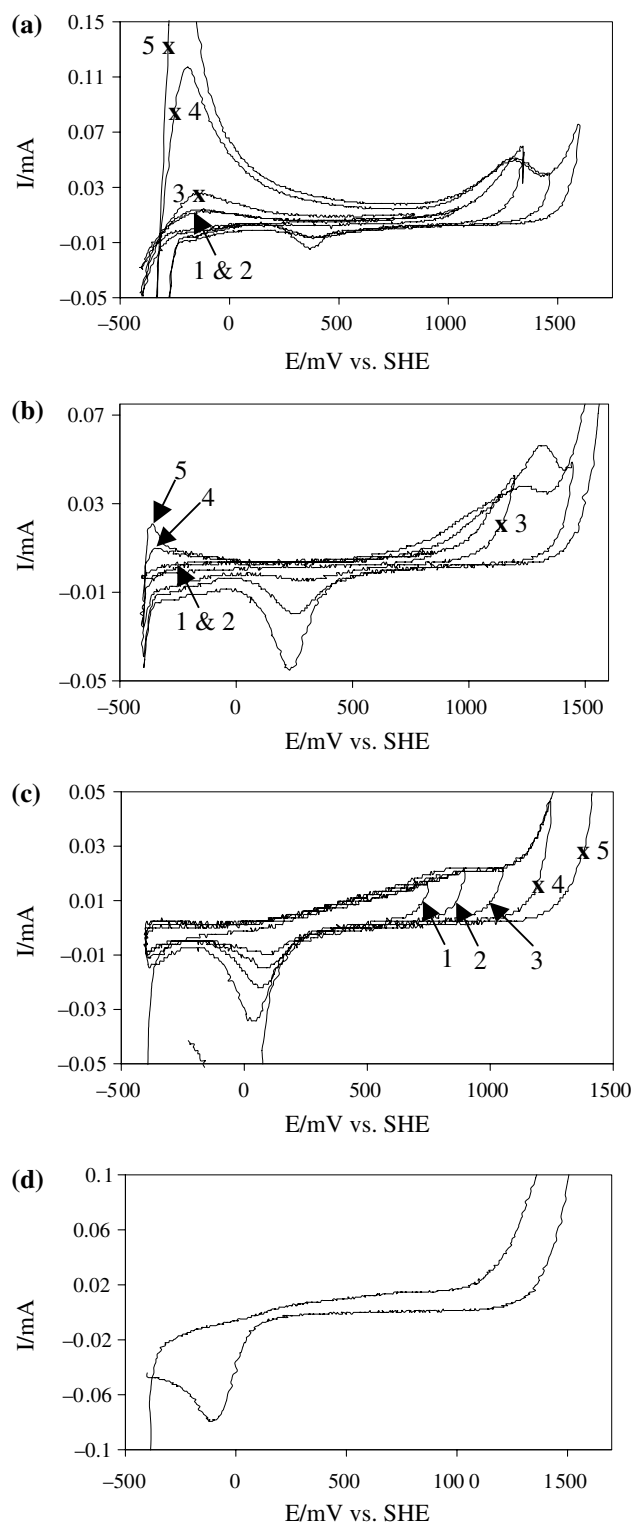 (a)
0.15
0.11
0.07
0.03
−0.01
−0.05
I/mA
5 x
x 4
3 x
1 & 2
−500
0
500
1000
1500
E/mV vs. SHE
(b)
0.07
0.03
−0.01
−0.05
I/mA
5
4
x 3
1 & 2
−500
0
500
1000
1500
E/mV vs. SHE
(c)
0.05
0.03
0.01
−0.01
−0.03
−0.05
I/mA
x 5
x 4
1
2
3
−500
0
500
1000
1500
E/mV vs. SHE
(d)
0.1
0.06
0.02
−0.02
−0.06
−0.1
I/mA
−500
0
500
100 0
1500
E/mV vs. SHE